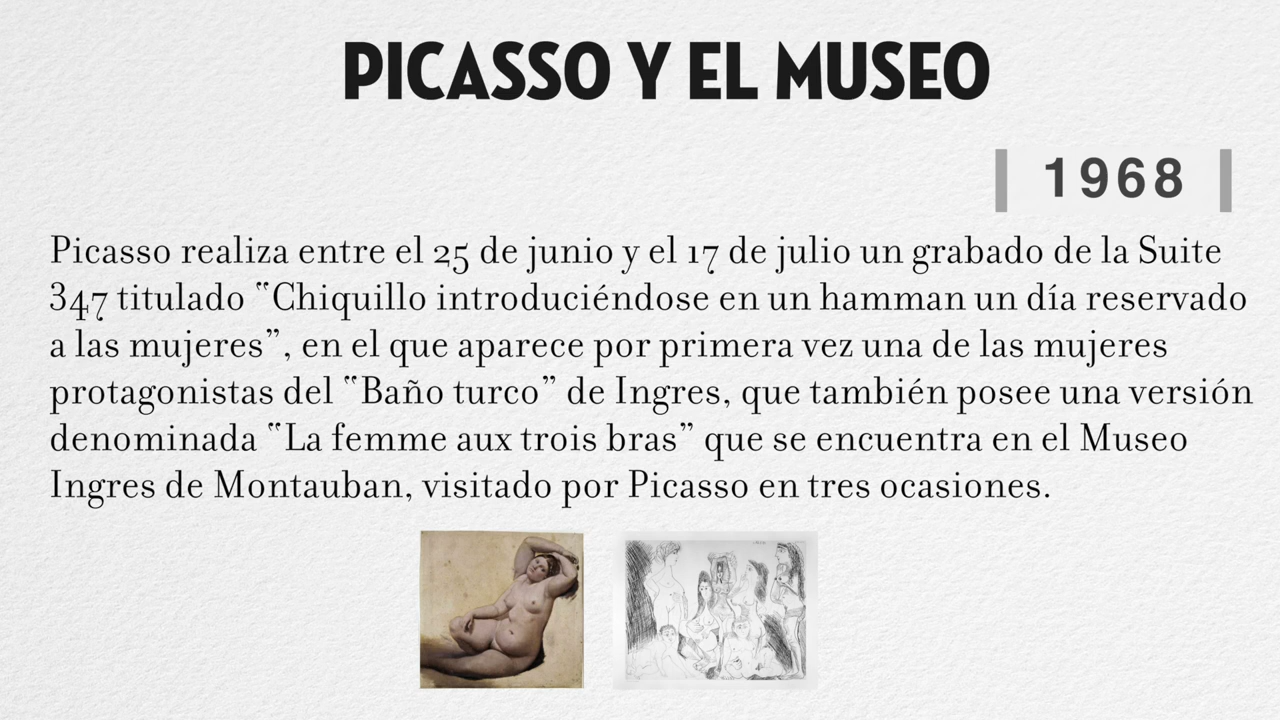 PICASSO Y EL MUSEO
1968
Picasso realiza entre el 25 de junio y el 17 de julio un grabado de la Suite
347 titulado “Chiquillo introduciéndose en un hamman un día reservado
a las mujeres”, en el que aparece por primera vez una de las mujeres
protagonistas del “Baño turco” de Ingres, que también posee una versión
denominada “La femme aux trois bras” que se encuentra en el Museo
Ingres de Montauban, visitado por Picasso en tres ocasiones.